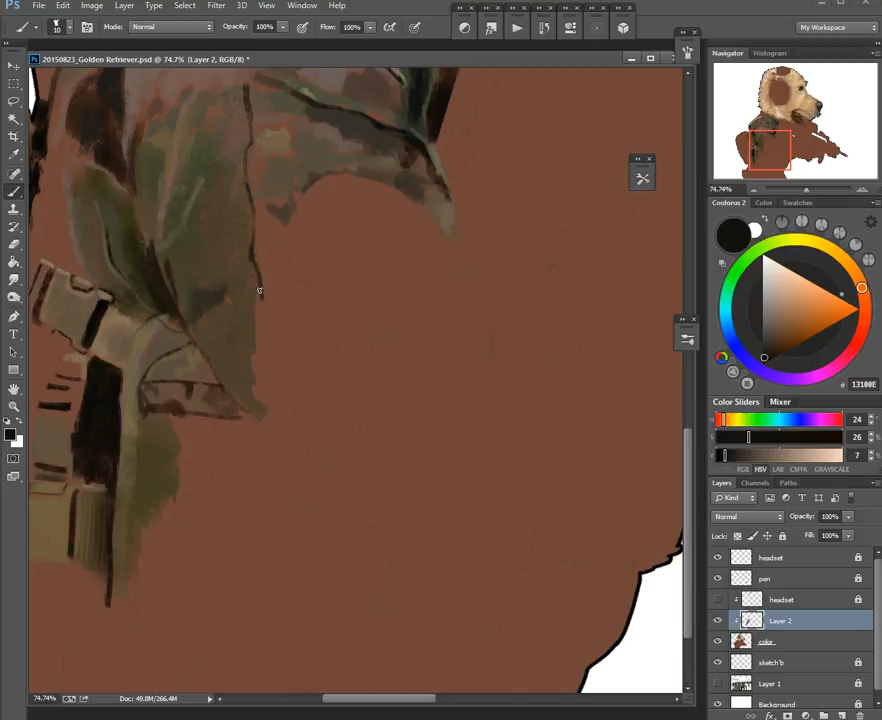 Ps File Edit Image Layer Type Select Filter 3D View Window Help
10 Mode: Normal Opacity: 100% Flow: 100% My Workspace
20150823_Golden Retriever.psd @ 74.7% (Layer 2, RGB/8) *
Navigator Histogram
74.74%
Coolorus 2 Color Swatches
# 13100E
Color Sliders Mixer
H 24
S 26
V 7
RGB HSV LAB CMYK GRAYSCALE
Layers Channels Paths
Kind
Normal Opacity: 100%
Lock: Fill: 100%
headset
pen
headset
Layer 2
color
sketch'b
Layer 1
Background
74.74% Doc: 49.8M/266.4M
fx